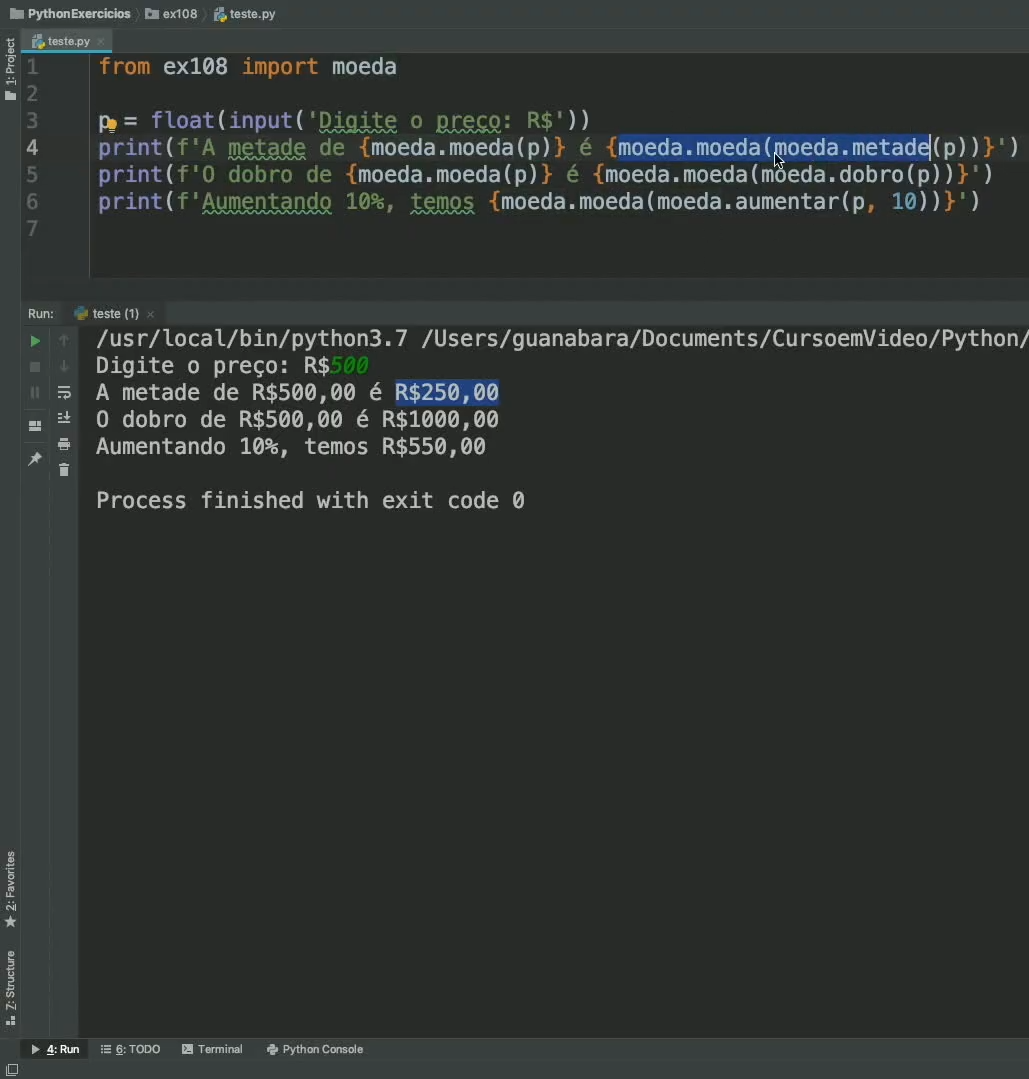 PythonExercicios ex108 teste.py
1: Project
teste.py
1 from ex108 import moeda
2
3 p = float(input('Digite o preço: R$'))
4 print(f'A metade de {moeda.moeda(p)} é {moeda.moeda(moeda.metade(p))}')
5 print(f'O dobro de {moeda.moeda(p)} é {moeda.moeda(moeda.dobro(p))}')
6 print(f'Aumentando 10%, temos {moeda.moeda(moeda.aumentar(p, 10))}')
7
Run: teste (1)
/usr/local/bin/python3.7 /Users/guanabara/Documents/CursoemVideo/Python/
Digite o preço: R$500
A metade de R$500,00 é R$250,00
O dobro de R$500,00 é R$1000,00
Aumentando 10%, temos R$550,00
Process finished with exit code 0
2: Favorites
7: Structure
4: Run 6: TODO Terminal Python Console